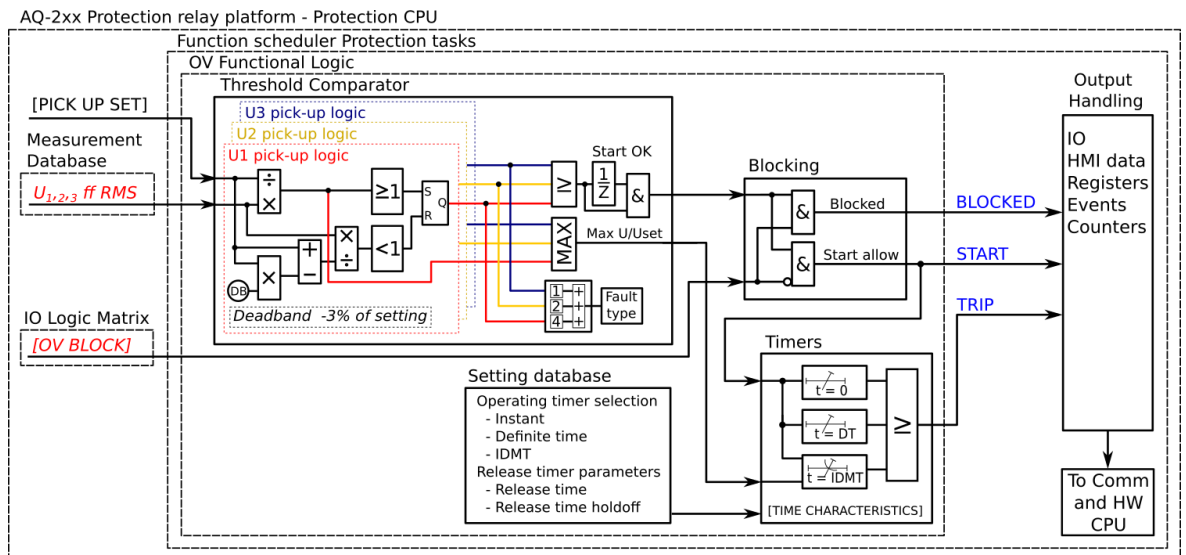 AQ-2xx Protection relay platform - Protection CPU
Function scheduler Protection tasks
OV Functional Logic
Threshold Comparator
[PICK UP SET]
Measurement
Database
U1,2,3 ff RMS
IO Logic Matrix
[OV BLOCK]
U3 pick-up logic
U2 pick-up logic
U1 pick-up logic
÷
×
≥1
S
R
Q
×
÷
<1
+
−
×
DB
Deadband -3% of setting
≥
Start OK
1
Z
&
MAX
Max U/Uset
1 +
2 +
4 +
Fault
type
Blocking
&
Blocked
&
Start allow
BLOCKED
START
TRIP
Output
Handling
IO
HMI data
Registers
Events
Counters
To Comm
and HW
CPU
Setting database
Operating timer selection
- Instant
- Definite time
- IDMT
Release timer parameters
- Release time
- Release time holdoff
Timers
t = 0
t = DT
t = IDMT
≥
[TIME CHARACTERISTICS]